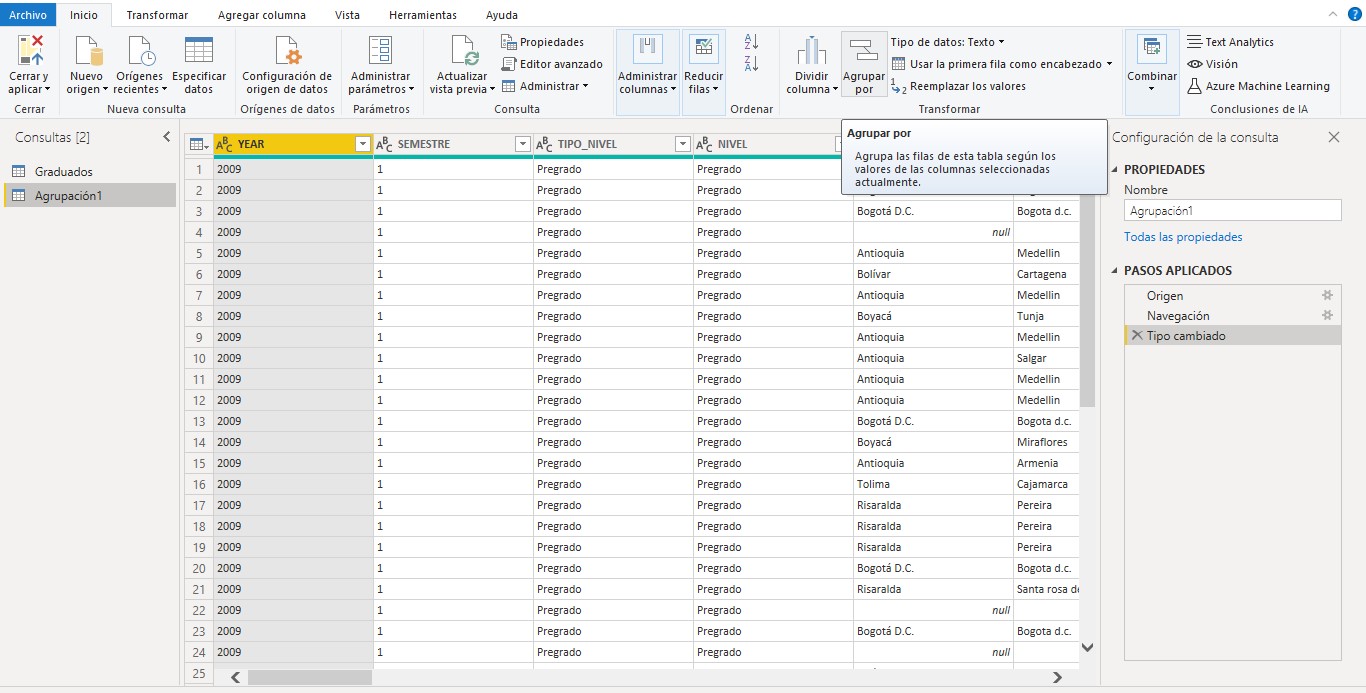 Archivo Inicio Transformar Agregar columna Vista Herramientas Ayuda
Cerrar y aplicar
Nuevo origen
Orígenes recientes
Especificar datos
Configuración de origen de datos
Administrar parámetros
Actualizar vista previa
Propiedades
Editor avanzado
Administrar
Administrar columnas
Reducir filas
Dividir columna
Agrupar por
Tipo de datos: Texto
Usar la primera fila como encabezado
Reemplazar los valores
Combinar
Text Analytics
Visión
Azure Machine Learning
Cerrar Nueva consulta Orígenes de datos Parámetros Consulta Ordenar Transformar Conclusiones de IA
Consultas [2]
Graduados
Agrupación1
Agrupar por
Agrupa las filas de esta tabla según los
valores de las columnas seleccionadas
actualmente.
YEAR SEMESTRE TIPO_NIVEL NIVEL
1 2009 1 Pregrado Pregrado
2 2009 1 Pregrado Pregrado
3 2009 1 Pregrado Pregrado Bogotá D.C. Bogota d.c.
4 2009 1 Pregrado Pregrado null
5 2009 1 Pregrado Pregrado Antioquia Medellin
6 2009 1 Pregrado Pregrado Bolívar Cartagena
7 2009 1 Pregrado Pregrado Antioquia Medellin
8 2009 1 Pregrado Pregrado Boyacá Tunja
9 2009 1 Pregrado Pregrado Antioquia Medellin
10 2009 1 Pregrado Pregrado Antioquia Salgar
11 2009 1 Pregrado Pregrado Antioquia Medellin
12 2009 1 Pregrado Pregrado Antioquia Medellin
13 2009 1 Pregrado Pregrado Bogotá D.C. Bogota d.c.
14 2009 1 Pregrado Pregrado Boyacá Miraflores
15 2009 1 Pregrado Pregrado Antioquia Armenia
16 2009 1 Pregrado Pregrado Tolima Cajamarca
17 2009 1 Pregrado Pregrado Risaralda Pereira
18 2009 1 Pregrado Pregrado Risaralda Pereira
19 2009 1 Pregrado Pregrado Risaralda Pereira
20 2009 1 Pregrado Pregrado Bogotá D.C. Bogota d.c.
21 2009 1 Pregrado Pregrado Risaralda Santa rosa de
22 2009 1 Pregrado Pregrado null
23 2009 1 Pregrado Pregrado Bogotá D.C. Bogota d.c.
24 2009 1 Pregrado Pregrado null
25
Configuración de la consulta
PROPIEDADES
Nombre
Agrupación1
Todas las propiedades
PASOS APLICADOS
Origen
Navegación
Tipo cambiado